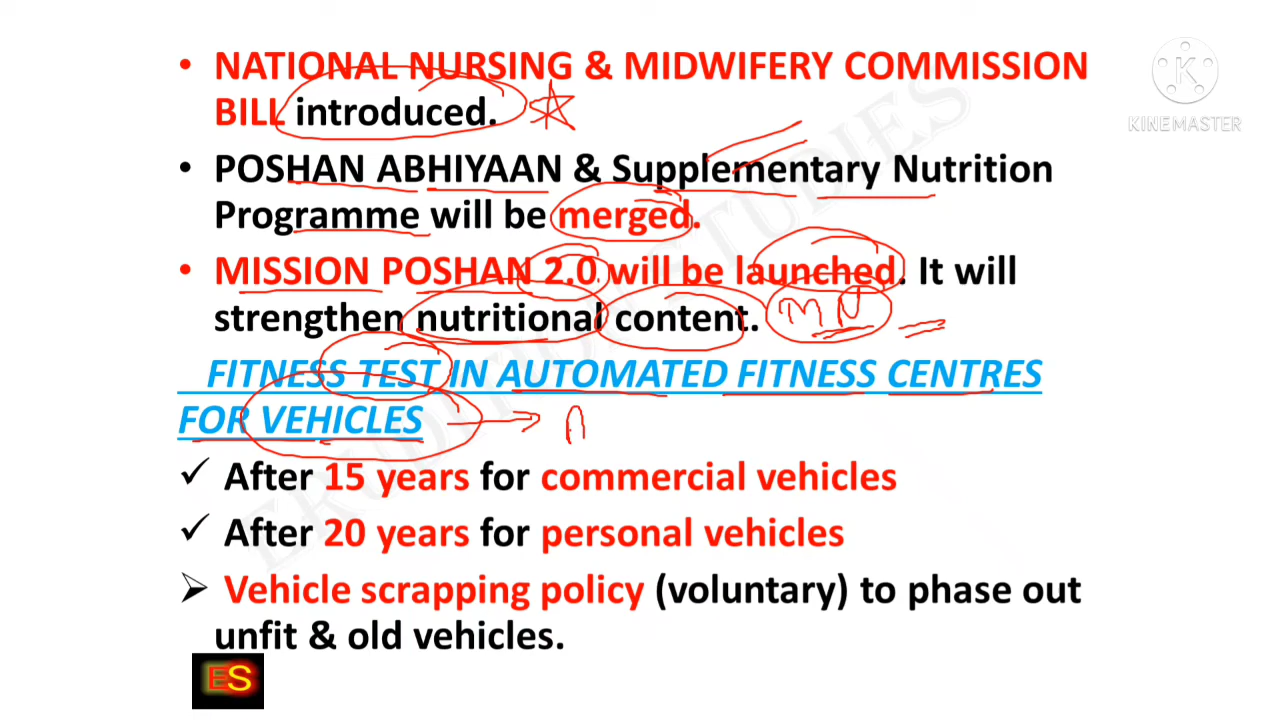 • NATIONAL NURSING & MIDWIFERY COMMISSION
BILL introduced.
• POSHAN ABHIYAAN & Supplementary Nutrition
Programme will be merged.
• MISSION POSHAN 2.0 will be launched. It will
strengthen nutritional content. M N
FITNESS TEST IN AUTOMATED FITNESS CENTRES
FOR VEHICLES
✓ After 15 years for commercial vehicles
✓ After 20 years for personal vehicles
➢ Vehicle scrapping policy (voluntary) to phase out
unfit & old vehicles.
ES
K
KINEMASTER
ERUDITIO STUDIES